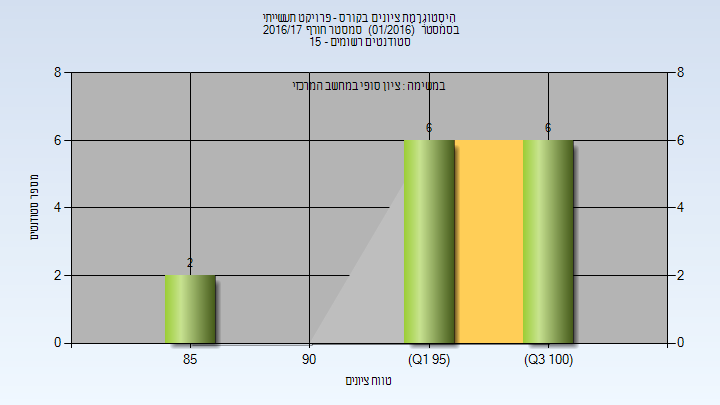 היסטוגרמת ציונים בקורס - פרויקט תעשייתי
בסמסטר (01/2016) סמסטר חורף 2016/17
סטודנטים רשומים - 15
במשימה : ציון סופי במחשב המרכזי
8 8
6 6
4 4
2 2
0 0
2
6
6
מספר סטודנטים
85
90
(Q1 95)
(Q3 100)
טווח ציונים